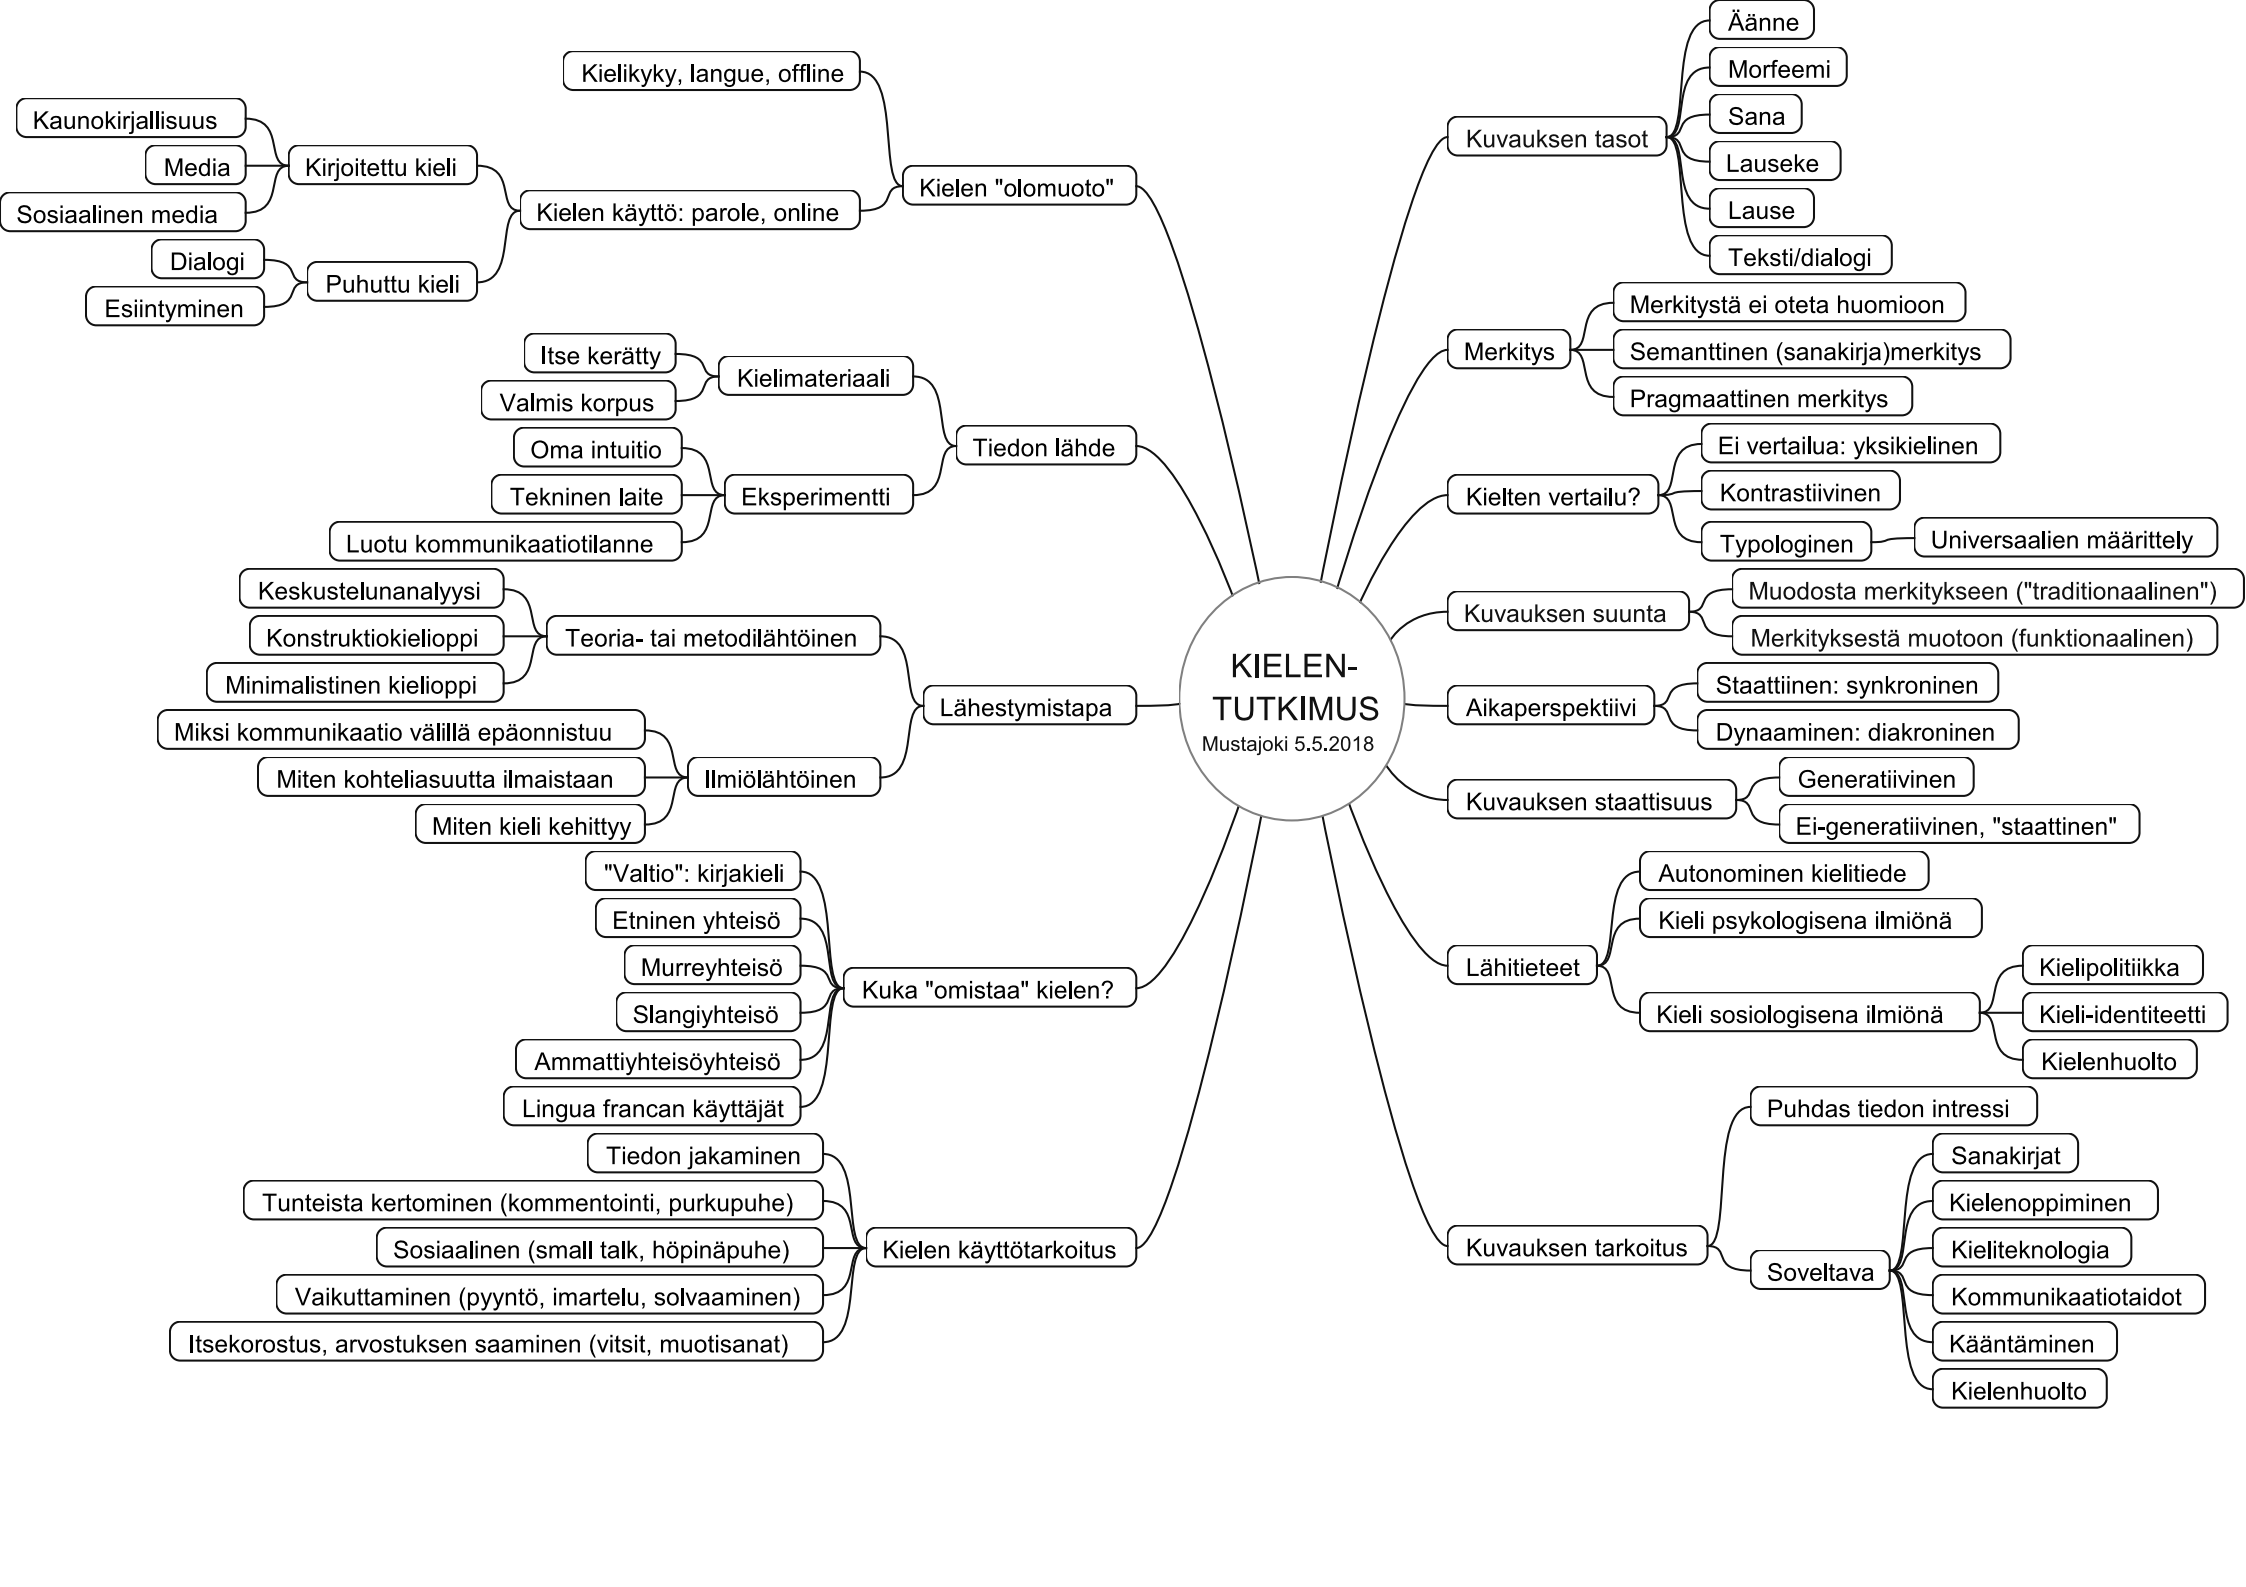 KIELEN-
TUTKIMUS
Mustajoki 5.5.2018
Kielen "olomuoto"
Kielikyky, langue, offline
Kielen käyttö: parole, online
Kirjoitettu kieli
Kaunokirjallisuus
Media
Sosiaalinen media
Puhuttu kieli
Dialogi
Esiintyminen
Tiedon lähde
Kielimateriaali
Itse kerätty
Valmis korpus
Eksperimentti
Oma intuitio
Tekninen laite
Luotu kommunikaatiotilanne
Lähestymistapa
Teoria- tai metodilähtöinen
Keskustelunanalyysi
Konstruktiokielioppi
Minimalistinen kielioppi
Ilmiölähtöinen
Miksi kommunikaatio välillä epäonnistuu
Miten kohteliasuutta ilmaistaan
Miten kieli kehittyy
Kuka "omistaa" kielen?
"Valtio": kirjakieli
Etninen yhteisö
Murreyhteisö
Slangiyhteisö
Ammattiyhteisöyhteisö
Lingua francan käyttäjät
Kielen käyttötarkoitus
Tiedon jakaminen
Tunteista kertominen (kommentointi, purkupuhe)
Sosiaalinen (small talk, höpinäpuhe)
Vaikuttaminen (pyyntö, imartelu, solvaaminen)
Itsekorostus, arvostuksen saaminen (vitsit, muotisanat)
Kuvauksen tasot
Äänne
Morfeemi
Sana
Lauseke
Lause
Teksti/dialogi
Merkitys
Merkitystä ei oteta huomioon
Semanttinen (sanakirja)merkitys
Pragmaattinen merkitys
Kielten vertailu?
Ei vertailua: yksikielinen
Kontrastiivinen
Typologinen
Universaalien määrittely
Kuvauksen suunta
Muodosta merkitykseen ("traditionaalinen")
Merkityksestä muotoon (funktionaalinen)
Aikaperspektiivi
Staattiinen: synkroninen
Dynaaminen: diakroninen
Kuvauksen staattisuus
Generatiivinen
Ei-generatiivinen, "staattinen"
Lähitieteet
Autonominen kielitiede
Kieli psykologisena ilmiönä
Kieli sosiologisena ilmiönä
Kielipolitiikka
Kieli-identiteetti
Kielenhuolto
Kuvauksen tarkoitus
Puhdas tiedon intressi
Soveltava
Sanakirjat
Kielenoppiminen
Kieliteknologia
Kommunikaatiotaidot
Kääntäminen
Kielenhuolto